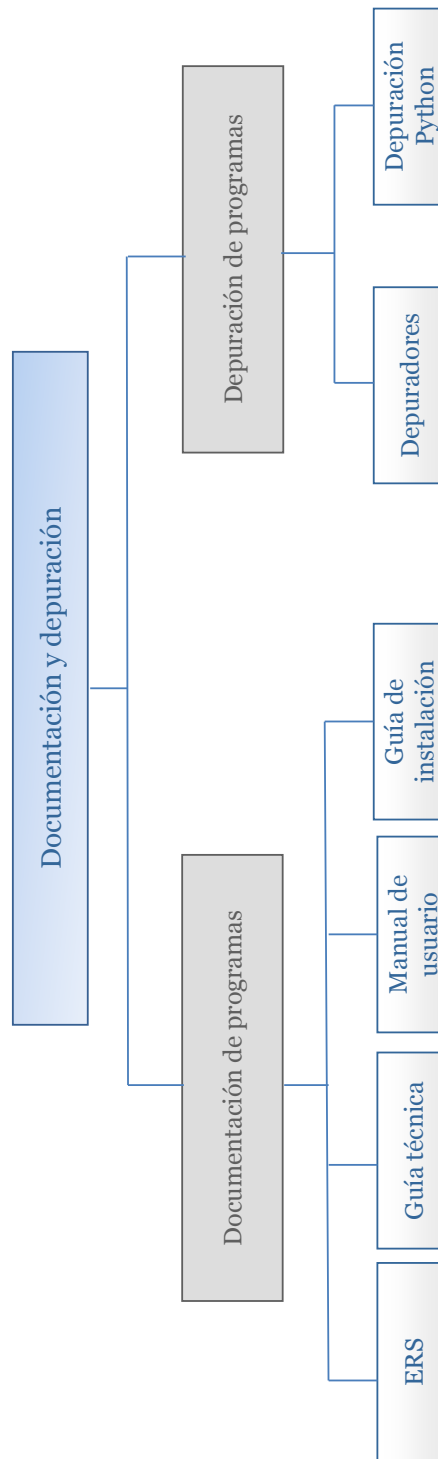 Documentación y depuración
Documentación de programas
Depuración de programas
ERS
Guía técnica
Manual de
usuario
Guía de
instalación
Depuradores
Depuración
Python